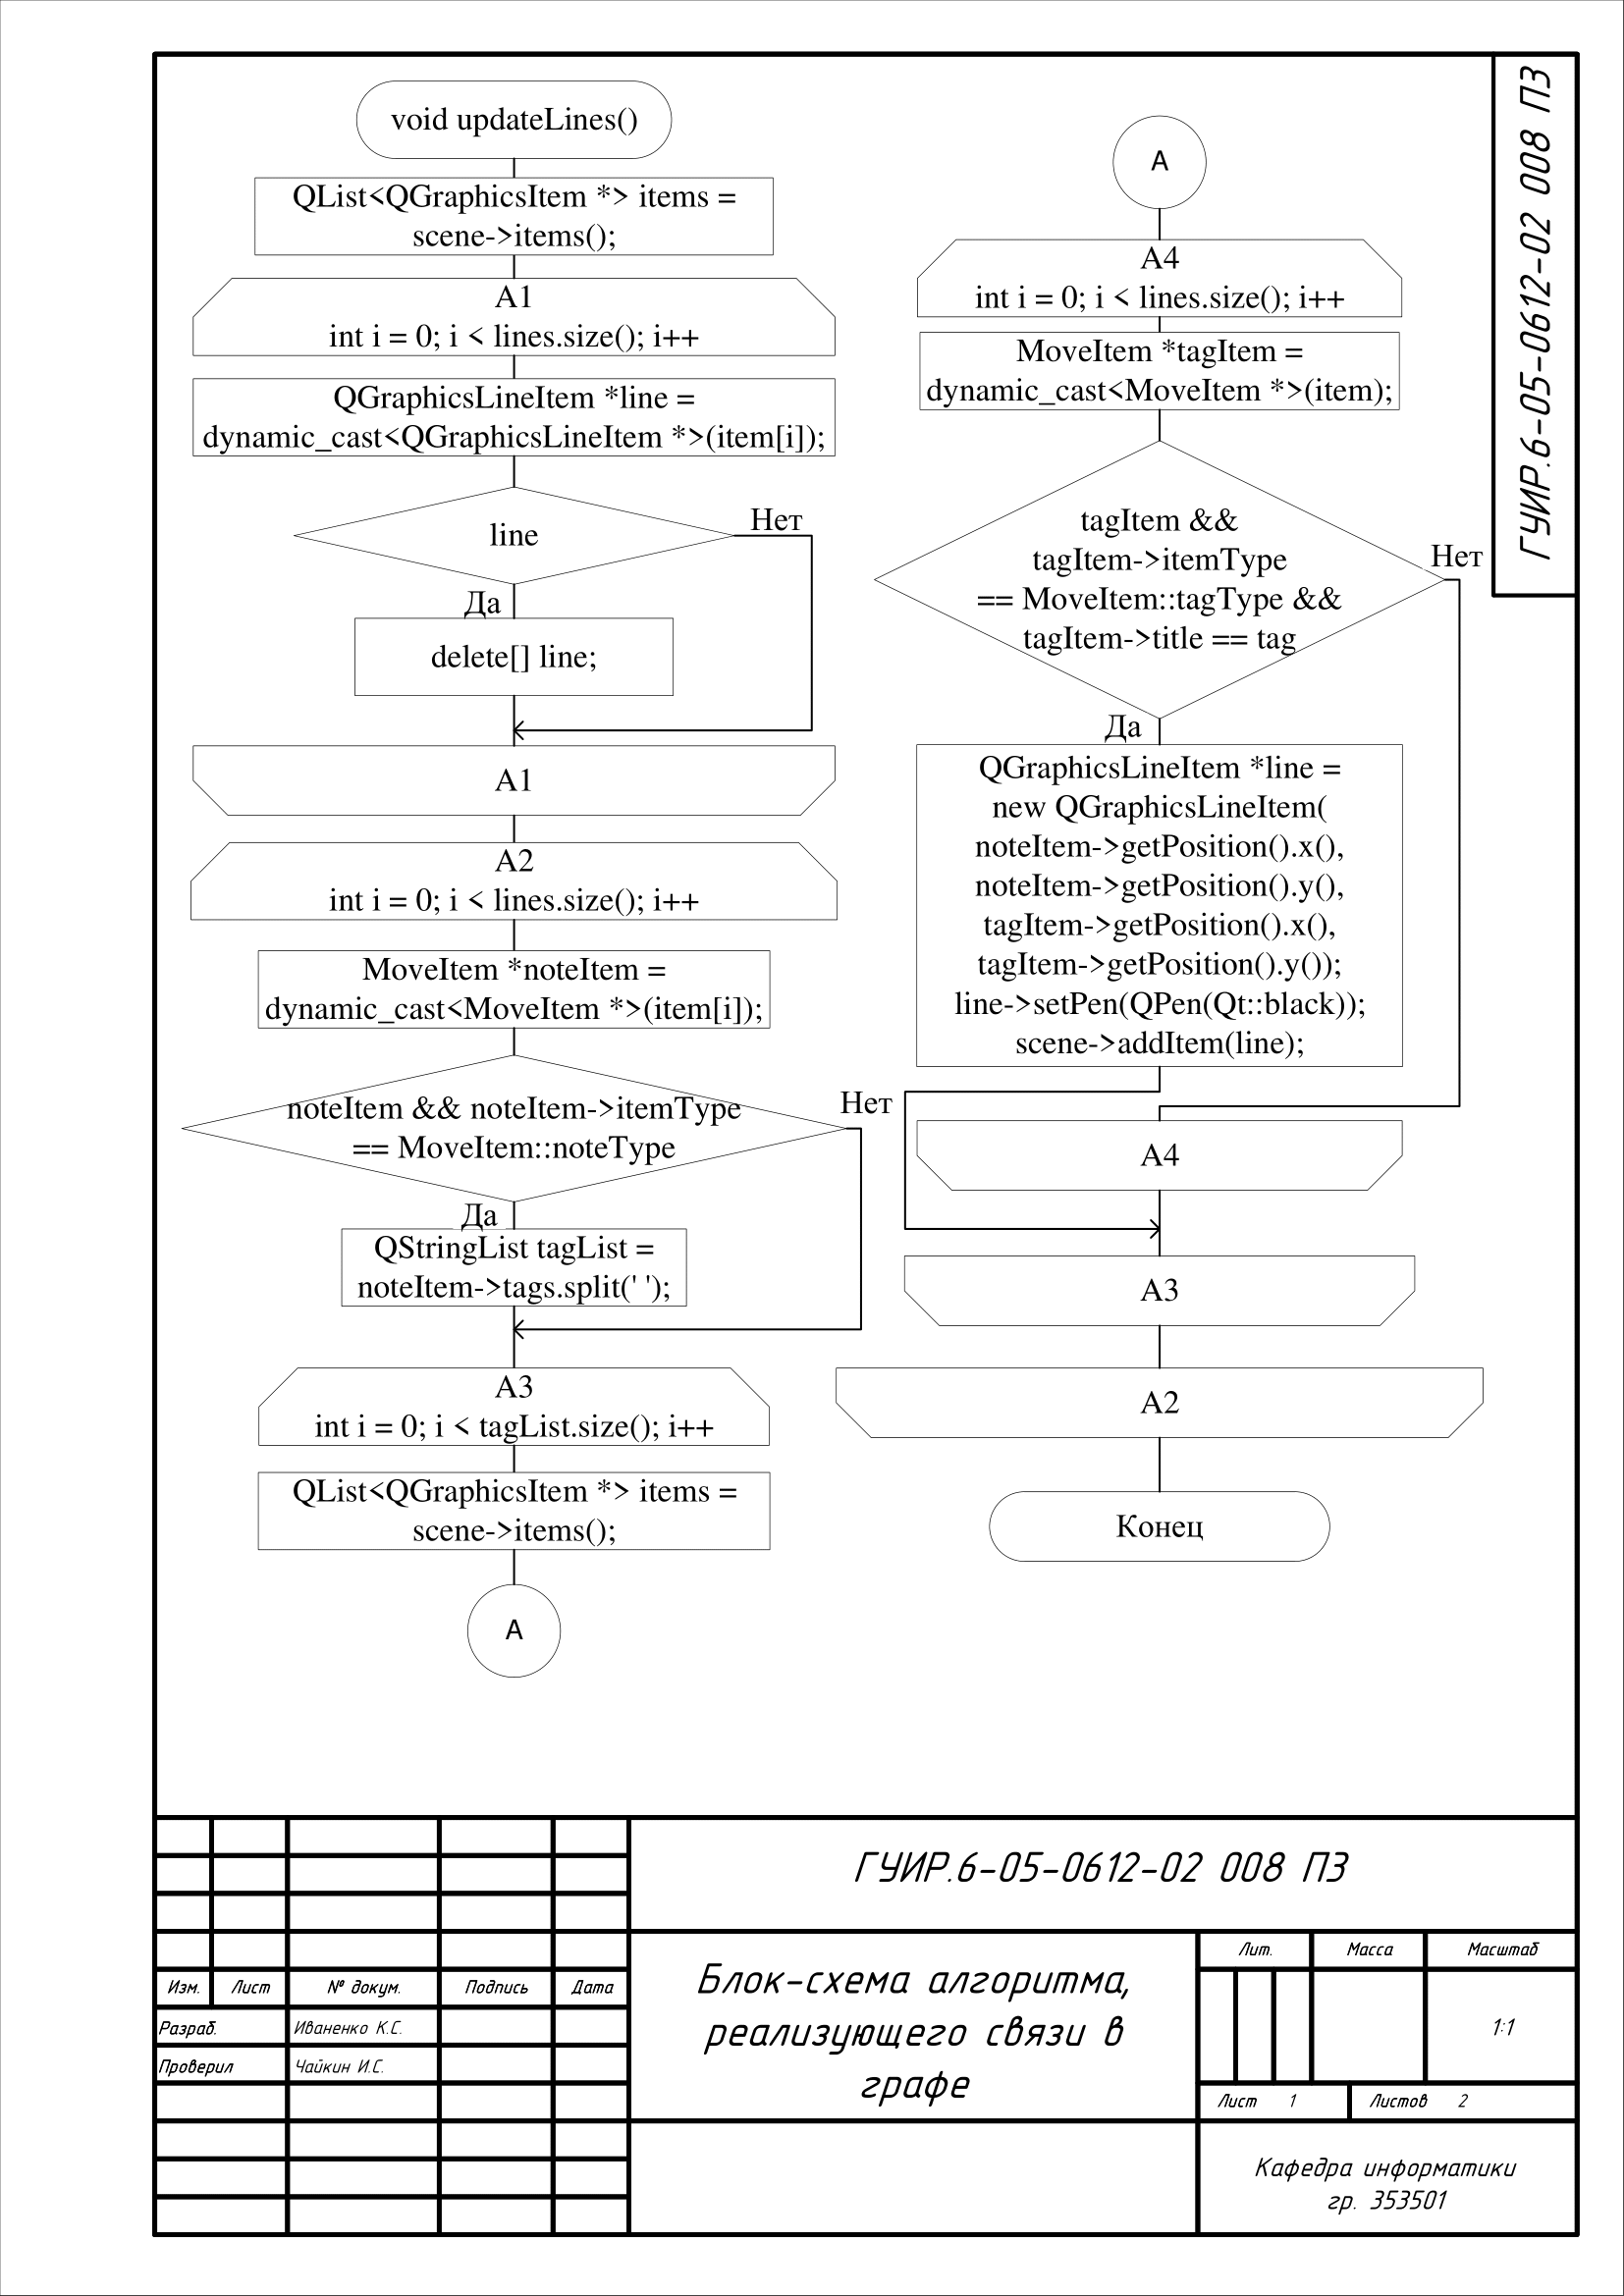 void updateLines()
QList<QGraphicsItem *> items =
scene->items();
A1
int i = 0; i < lines.size(); i++
QGraphicsLineItem *line =
dynamic_cast<QGraphicsLineItem *>(item[i]);
line
Нет
Да
delete[] line;
A1
A2
int i = 0; i < lines.size(); i++
MoveItem *noteItem =
dynamic_cast<MoveItem *>(item[i]);
noteItem && noteItem->itemType
== MoveItem::noteType
Нет
Да
QStringList tagList =
noteItem->tags.split(' ');
A3
int i = 0; i < tagList.size(); i++
QList<QGraphicsItem *> items =
scene->items();
A
A
A4
int i = 0; i < lines.size(); i++
MoveItem *tagItem =
dynamic_cast<MoveItem *>(item);
tagItem &&
tagItem->itemType
== MoveItem::tagType &&
tagItem->title == tag
Нет
Да
QGraphicsLineItem *line =
new QGraphicsLineItem(
noteItem->getPosition().x(),
noteItem->getPosition().y(),
tagItem->getPosition().x(),
tagItem->getPosition().y());
line->setPen(QPen(Qt::black));
scene->addItem(line);
A4
A3
A2
Конец
ГУИР.6-05-0612-02 008 ПЗ
ГУИР.6-05-0612-02 008 ПЗ
Изм. Лист № докум. Подпись Дата
Разраб. Иваненко К.С.
Проверил Чайкин И.С.
Блок-схема алгоритма,
реализующего связи в
графе
Лит. Масса Масштаб
1:1
Лист 1 Листов 2
Кафедра информатики
гр. 353501